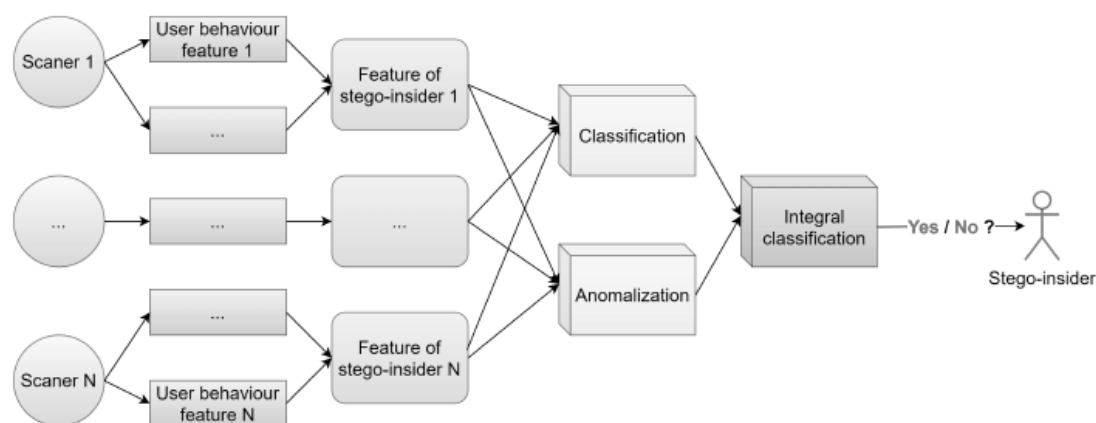 Scaner 1
User behaviour
feature 1
...
Feature of
stego-insider 1
...
...
...
Scaner N
...
User behaviour
feature N
Feature of
stego-insider N
Classification
Anomalization
Integral
classification
Yes / No ?
Stego-insider